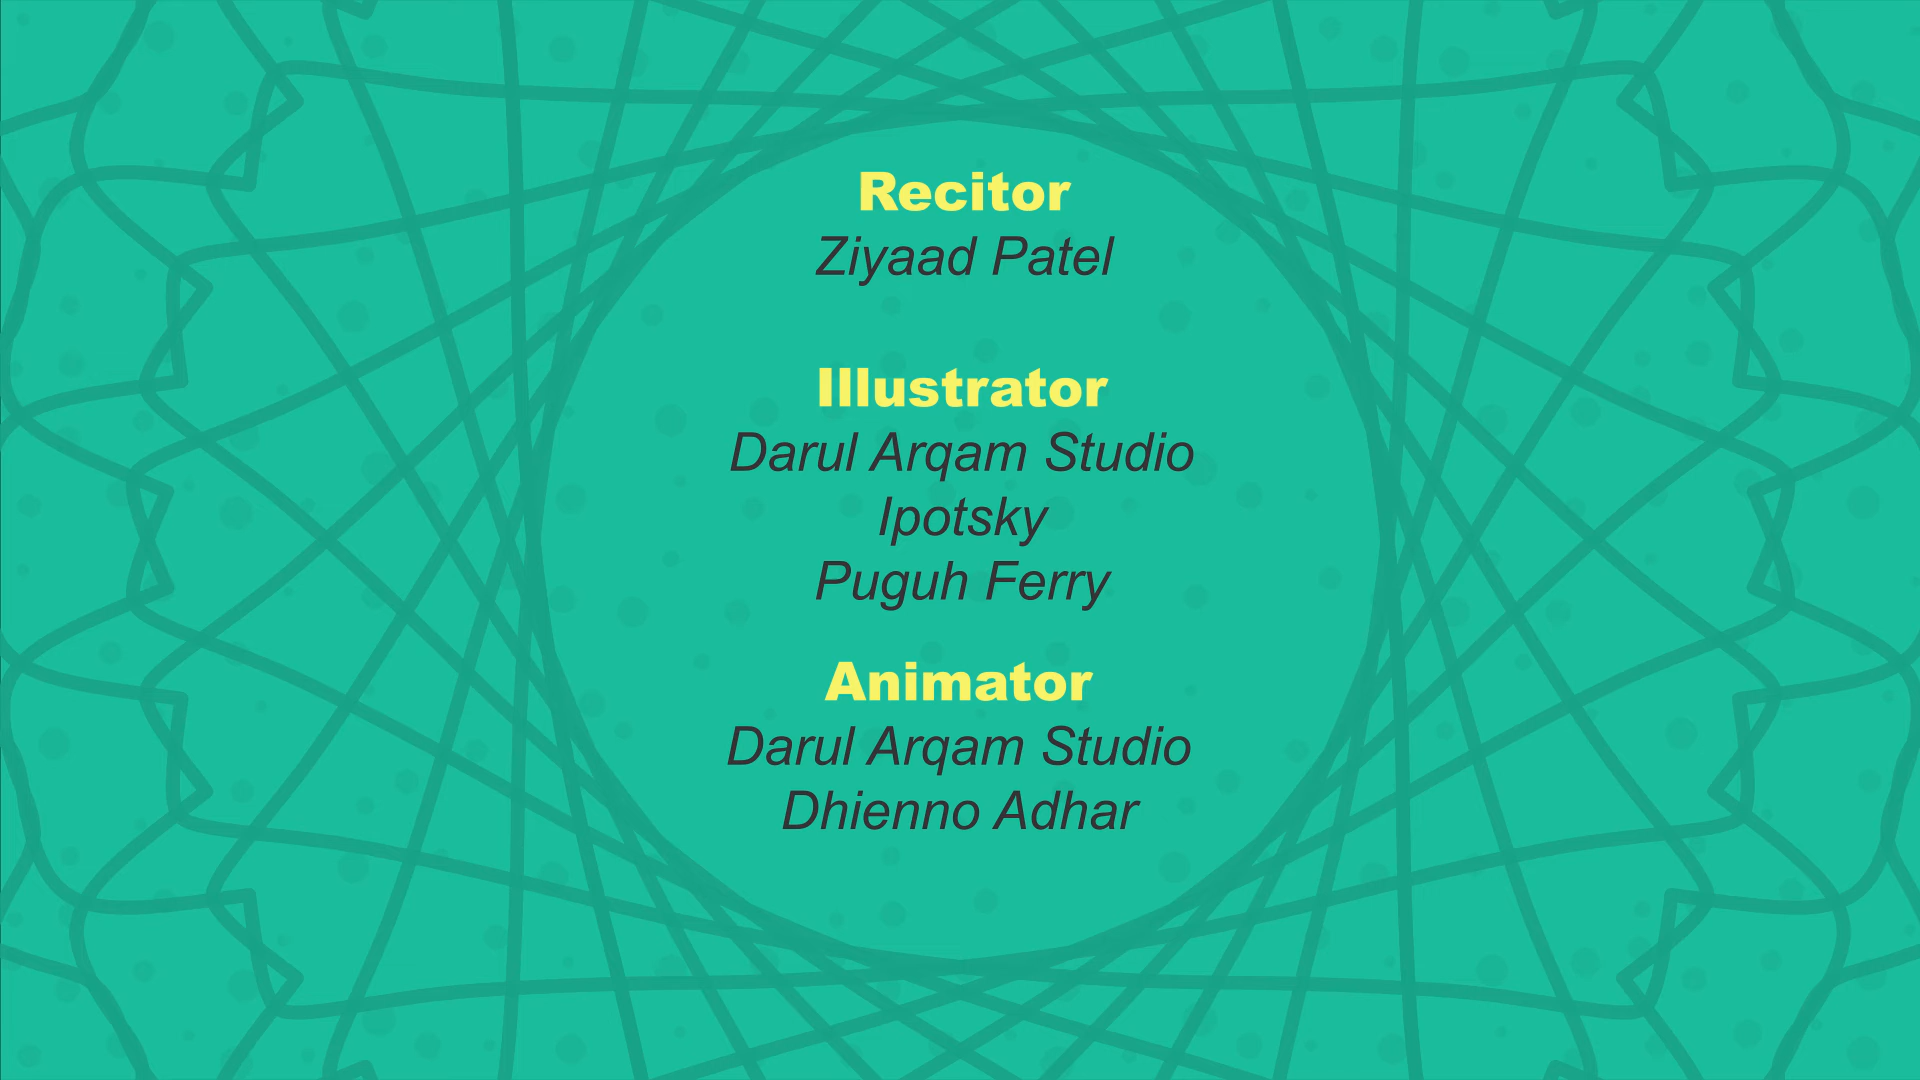 Recitor
Ziyaad Patel
Illustrator
Darul Arqam Studio
Ipotsky
Puguh Ferry
Animator
Darul Arqam Studio
Dhienno Adhar